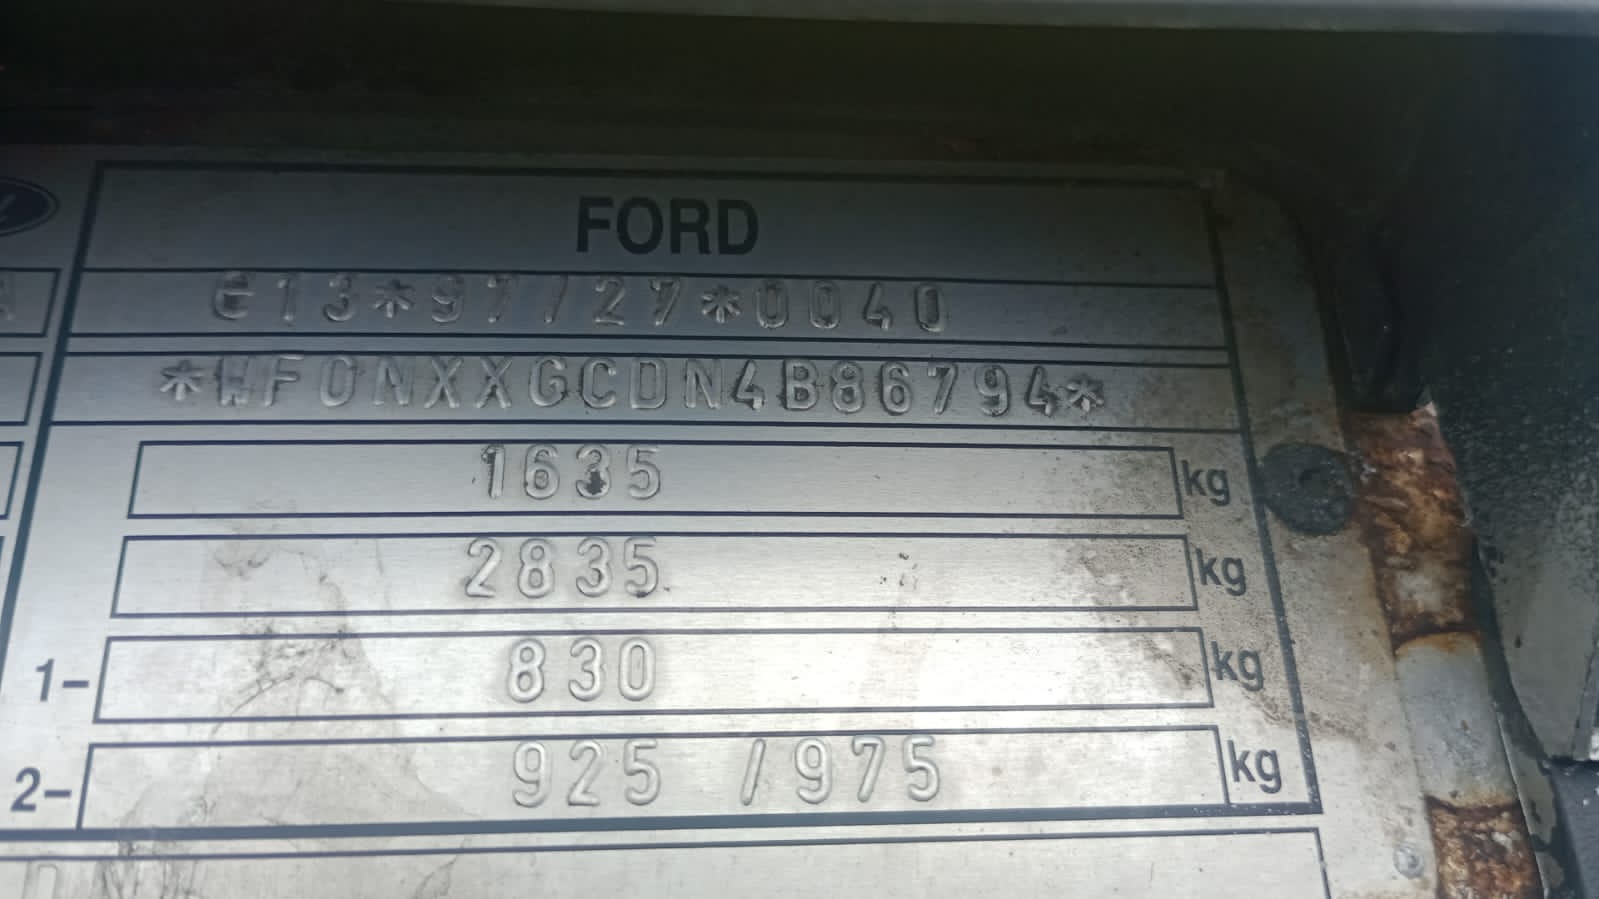 FORD
e13*97/27*0040
*WF0NXXGCDN4B86794*
1635 kg
2835 kg
1- 830 kg
2- 925 /975 kg